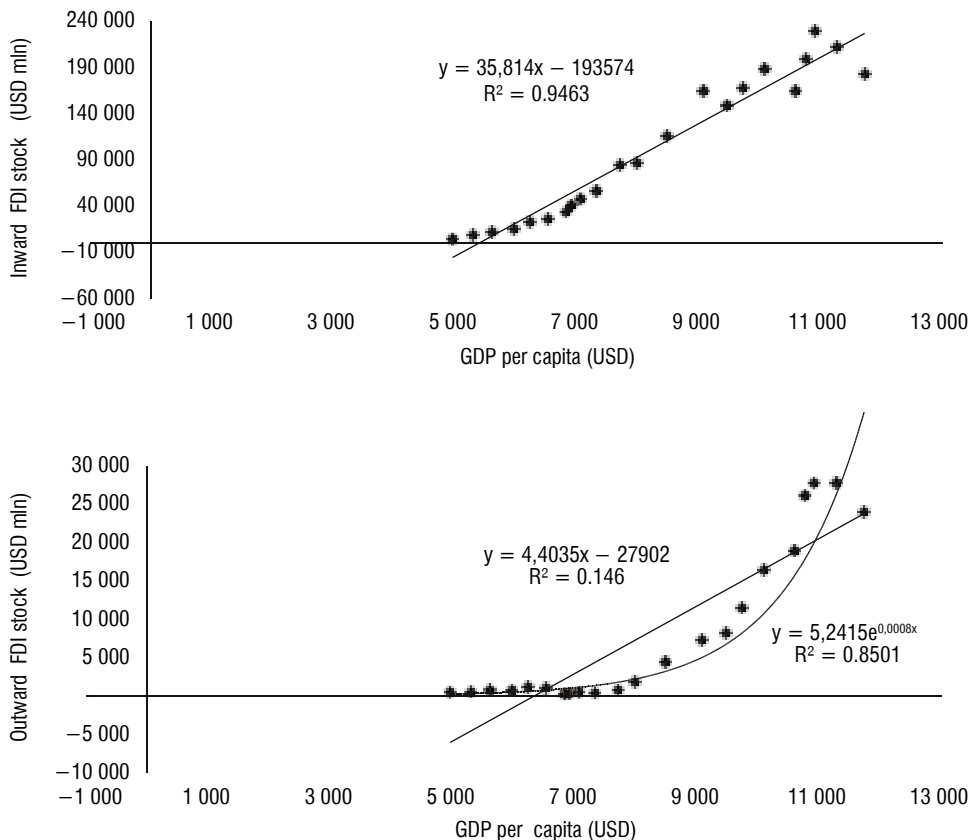 240 000
190 000
140 000
90 000
40 000
−10 000
−60 000
Inward FDI stock (USD mln)
y = 35,814x − 193574
R² = 0.9463
−1 000 1 000 3 000 5 000 7 000 9 000 11 000 13 000
GDP per capita (USD)
30 000
25 000
20 000
15 000
10 000
5 000
0
−5 000
−10 000
Outward FDI stock (USD mln)
y = 4,4035x − 27902
R² = 0.146
y = 5,2415e^0,0008x
R² = 0.8501
−1 000 1 000 3 000 5 000 7 000 9 000 11 000 13 000
GDP per capita (USD)